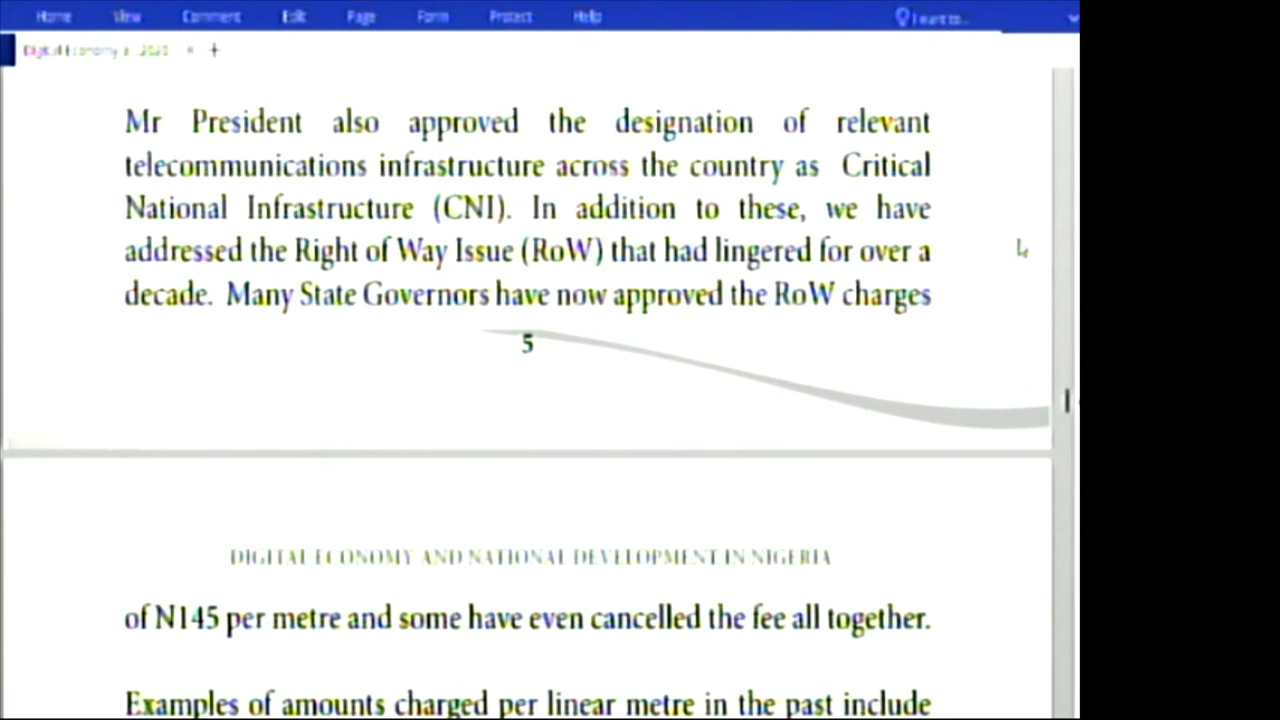 Home View Comment Edit Page Form Protect Help I want to...
Mr President also approved the designation of relevant
telecommunications infrastructure across the country as Critical
National Infrastructure (CNI). In addition to these, we have
addressed the Right of Way Issue (RoW) that had lingered for over a
decade. Many State Governors have now approved the RoW charges
5
DIGITAL ECONOMY AND NATIONAL DEVELOPMENT IN NIGERIA
of N145 per metre and some have even cancelled the fee all together.
Examples of amounts charged per linear metre in the past include